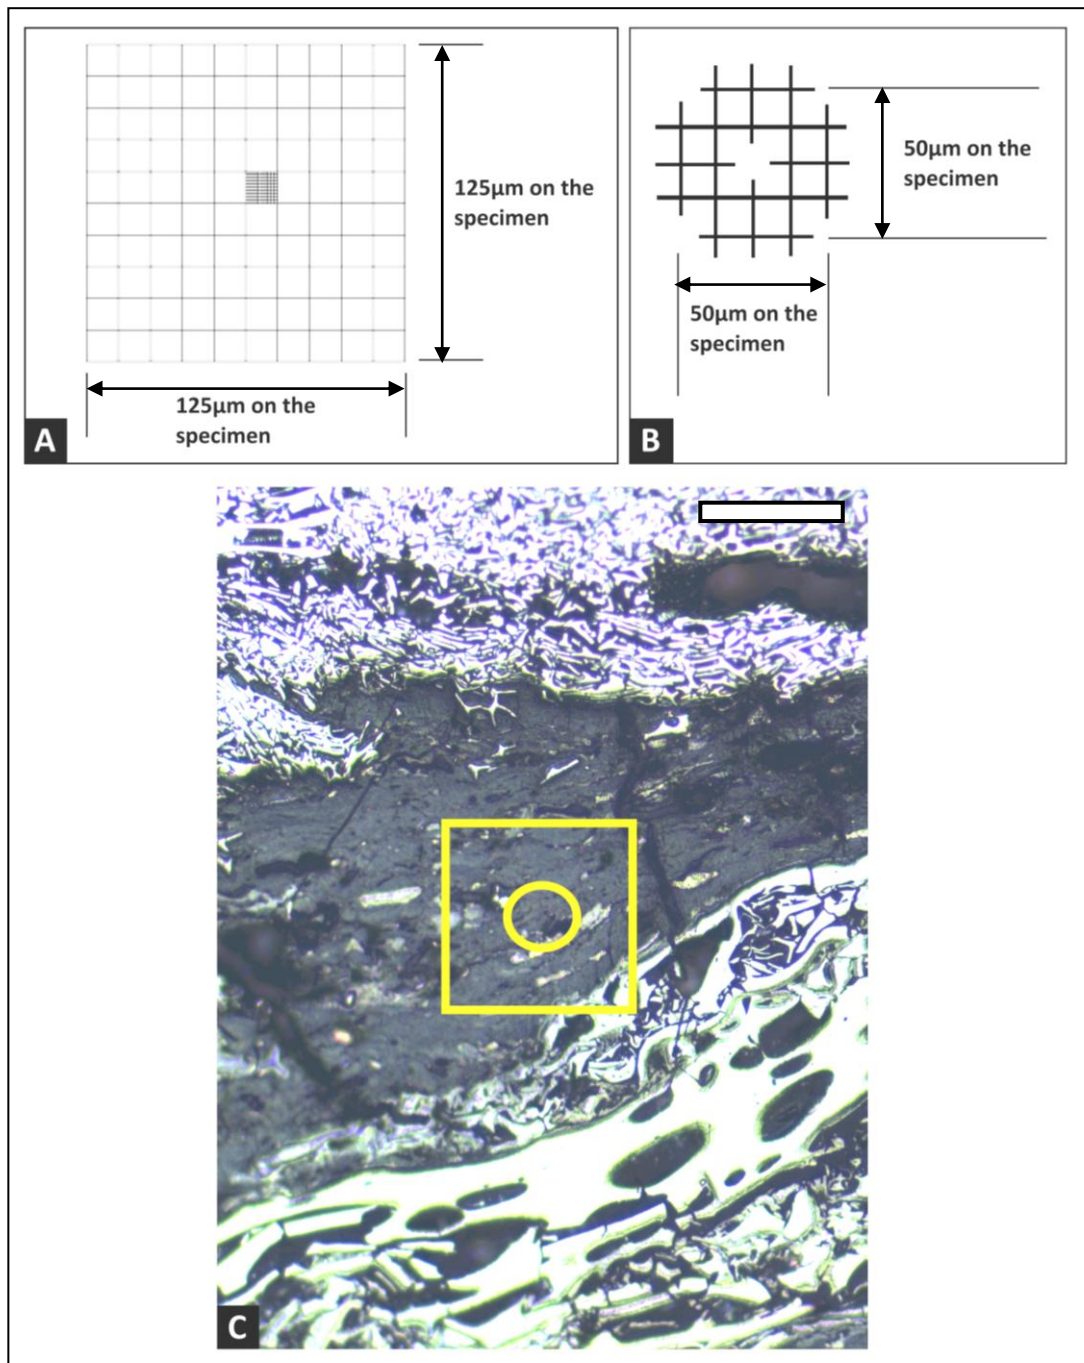 125μm on the
specimen
125μm on the
specimen
A
50μm on the
specimen
50μm on the
specimen
B
C